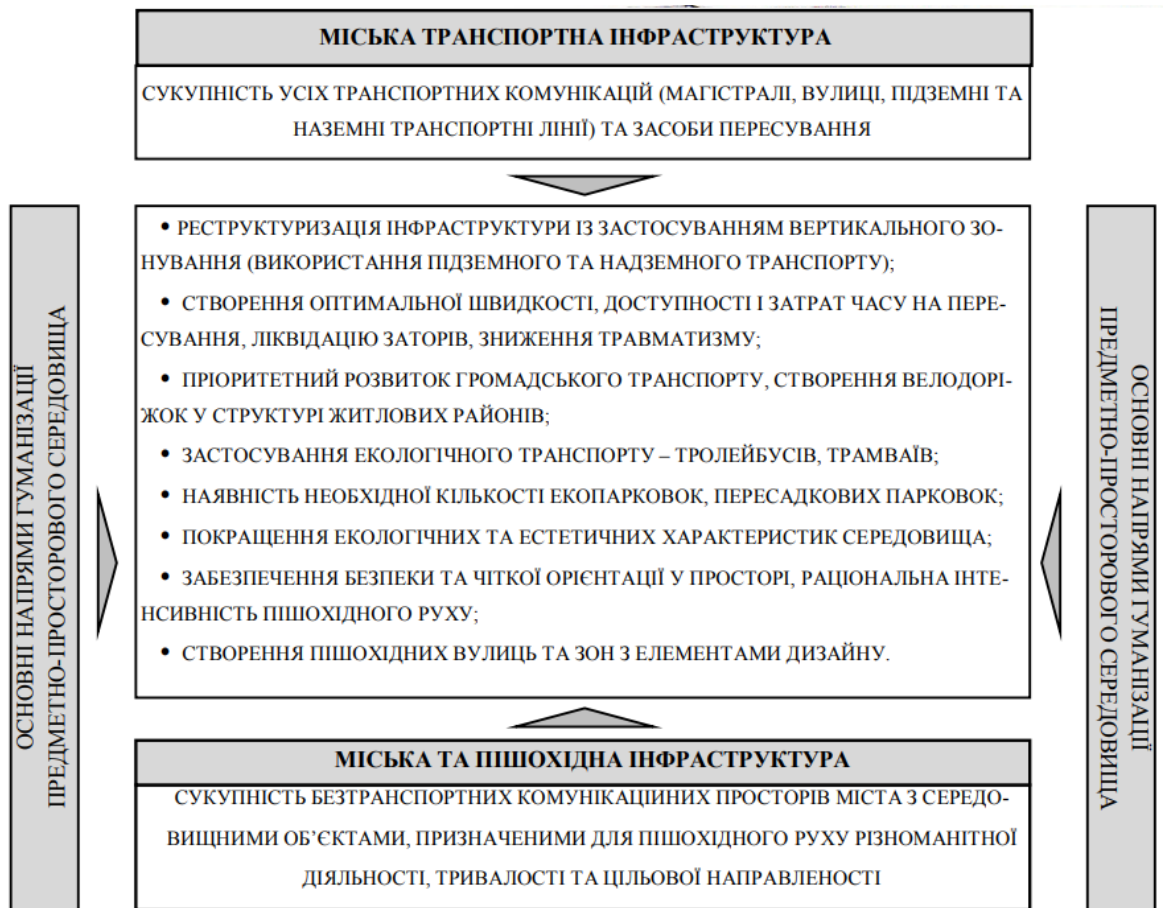 МІСЬКА ТРАНСПОРТНА ІНФРАСТРУКТУРА
СУКУПНІСТЬ УСІХ ТРАНСПОРТНИХ КОМУНІКАЦІЙ (МАГІСТРАЛІ, ВУЛИЦІ, ПІДЗЕМНІ ТА
НАЗЕМНІ ТРАНСПОРТНІ ЛІНІЇ) ТА ЗАСОБИ ПЕРЕСУВАННЯ
ОСНОВНІ НАПРЯМИ ГУМАНІЗАЦІЇ
ПРЕДМЕТНО-ПРОСТОРОВОГО СЕРЕДОВИЩА
• РЕСТРУКТУРИЗАЦІЯ ІНФРАСТРУКТУРИ ІЗ ЗАСТОСУВАННЯМ ВЕРТИКАЛЬНОГО ЗО-
НУВАННЯ (ВИКОРИСТАННЯ ПІДЗЕМНОГО ТА НАДЗЕМНОГО ТРАНСПОРТУ);
• СТВОРЕННЯ ОПТИМАЛЬНОЇ ШВИДКОСТІ, ДОСТУПНОСТІ І ЗАТРАТ ЧАСУ НА ПЕРЕ-
СУВАННЯ, ЛІКВІДАЦІЮ ЗАТОРІВ, ЗНИЖЕННЯ ТРАВМАТИЗМУ;
• ПРІОРИТЕТНИЙ РОЗВИТОК ГРОМАДСЬКОГО ТРАНСПОРТУ, СТВОРЕННЯ ВЕЛОДОРІ-
ЖОК У СТРУКТУРІ ЖИТЛОВИХ РАЙОНІВ;
• ЗАСТОСУВАННЯ ЕКОЛОГІЧНОГО ТРАНСПОРТУ – ТРОЛЕЙБУСІВ, ТРАМВАЇВ;
• НАЯВНІСТЬ НЕОБХІДНОЇ КІЛЬКОСТІ ЕКОПАРКОВОК, ПЕРЕСАДКОВИХ ПАРКОВОК;
• ПОКРАЩЕННЯ ЕКОЛОГІЧНИХ ТА ЕСТЕТИЧНИХ ХАРАКТЕРИСТИК СЕРЕДОВИЩА;
• ЗАБЕЗПЕЧЕННЯ БЕЗПЕКИ ТА ЧІТКОЇ ОРІЄНТАЦІЇ У ПРОСТОРІ, РАЦІОНАЛЬНА ІНТЕ-
НСИВНІСТЬ ПІШОХІДНОГО РУХУ;
• СТВОРЕННЯ ПІШОХІДНИХ ВУЛИЦЬ ТА ЗОН З ЕЛЕМЕНТАМИ ДИЗАЙНУ.
ОСНОВНІ НАПРЯМИ ГУМАНІЗАЦІЇ
ПРЕДМЕТНО-ПРОСТОРОВОГО СЕРЕДОВИЩА
МІСЬКА ТА ПІШОХІДНА ІНФРАСТРУКТУРА
СУКУПНІСТЬ БЕЗТРАНСПОРТНИХ КОМУНІКАЦІЙНИХ ПРОСТОРІВ МІСТА З СЕРЕДО-
ВИЩНИМИ ОБ’ЄКТАМИ, ПРИЗНАЧЕНИМИ ДЛЯ ПІШОХІДНОГО РУХУ РІЗНОМАНІТНОЇ
ДІЯЛЬНОСТІ, ТРИВАЛОСТІ ТА ЦІЛЬОВОЇ НАПРАВЛЕНОСТІ